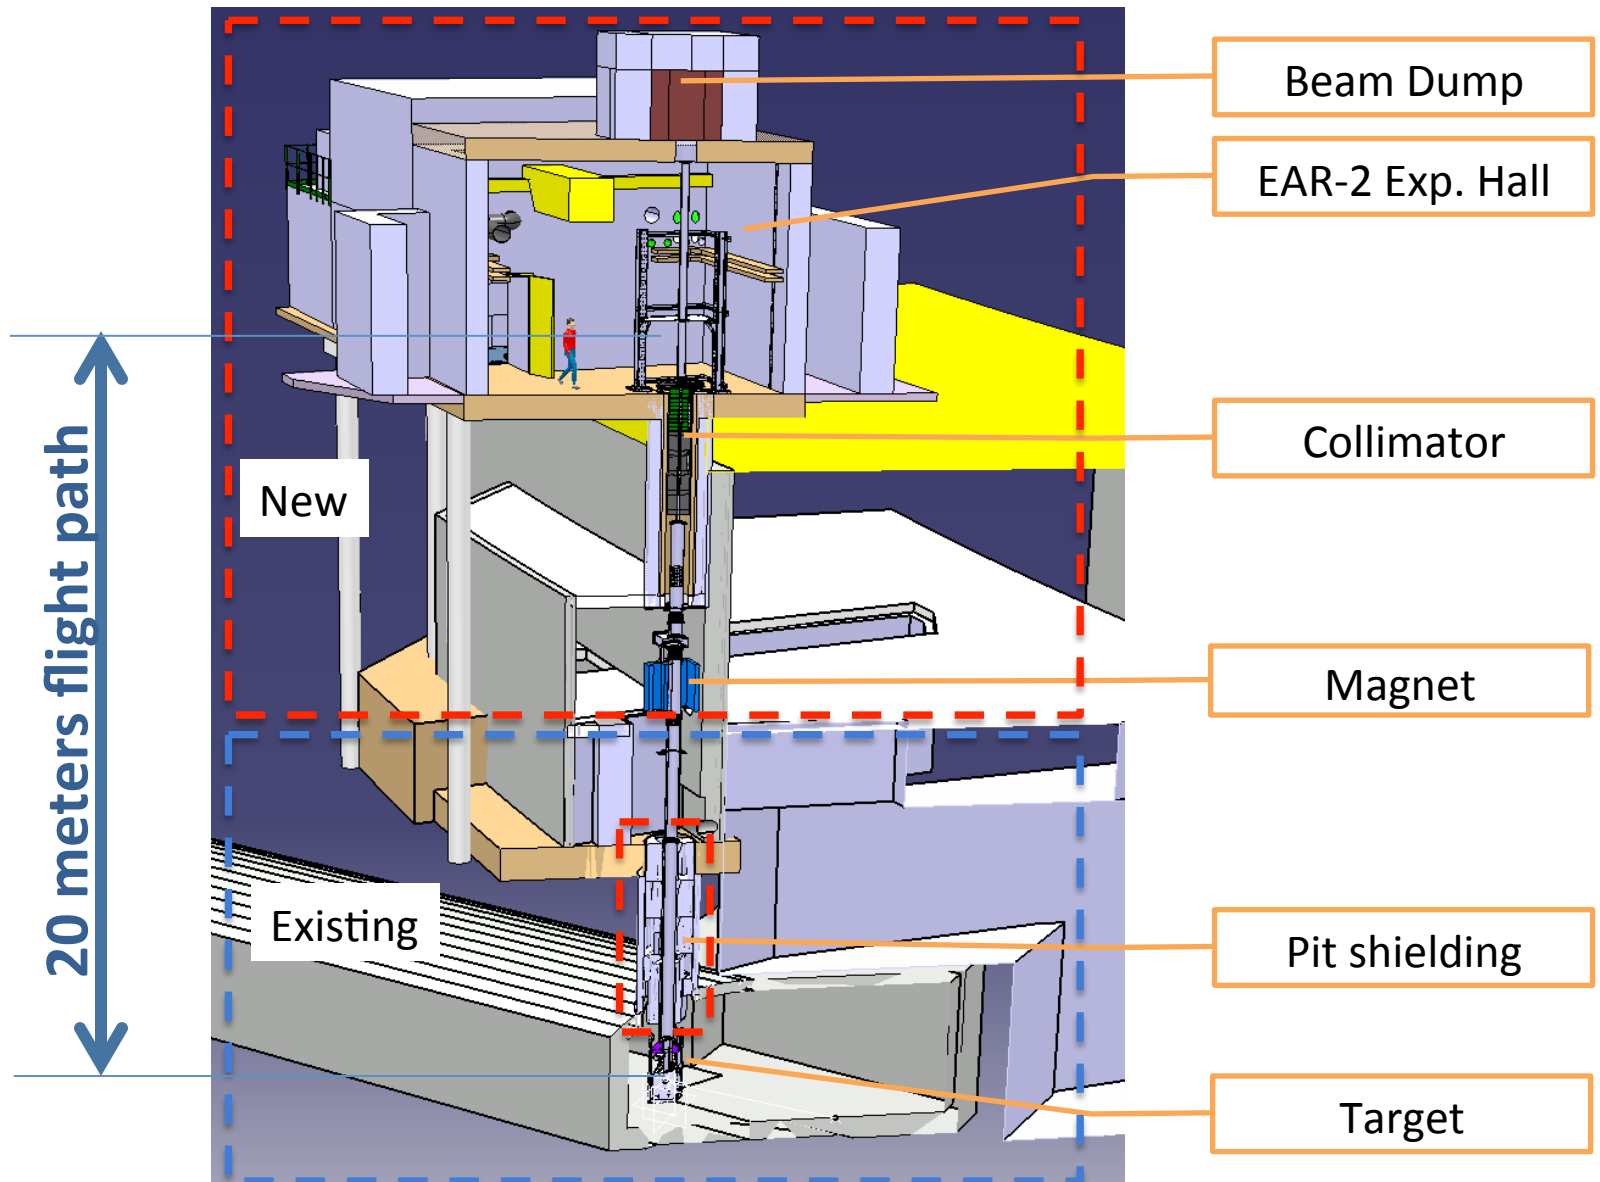 Beam Dump
EAR-2 Exp. Hall
Collimator
New
20 meters flight path
Magnet
Existing
Pit shielding
Target